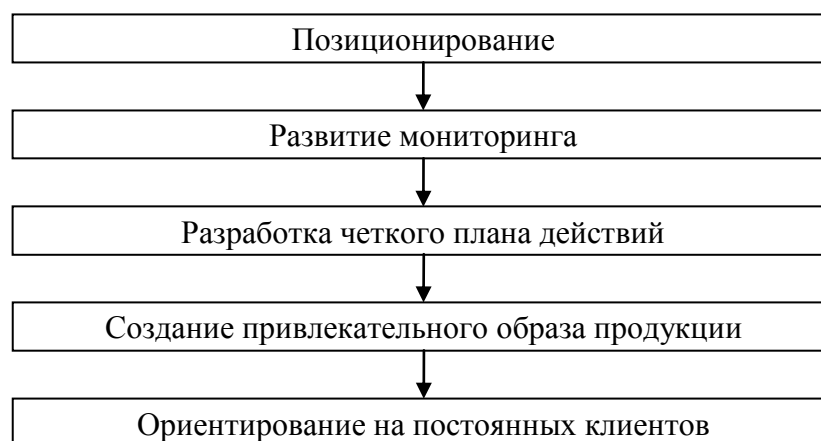 Позиционирование
Развитие мониторинга
Разработка четкого плана действий
Создание привлекательного образа продукции
Ориентирование на постоянных клиентов